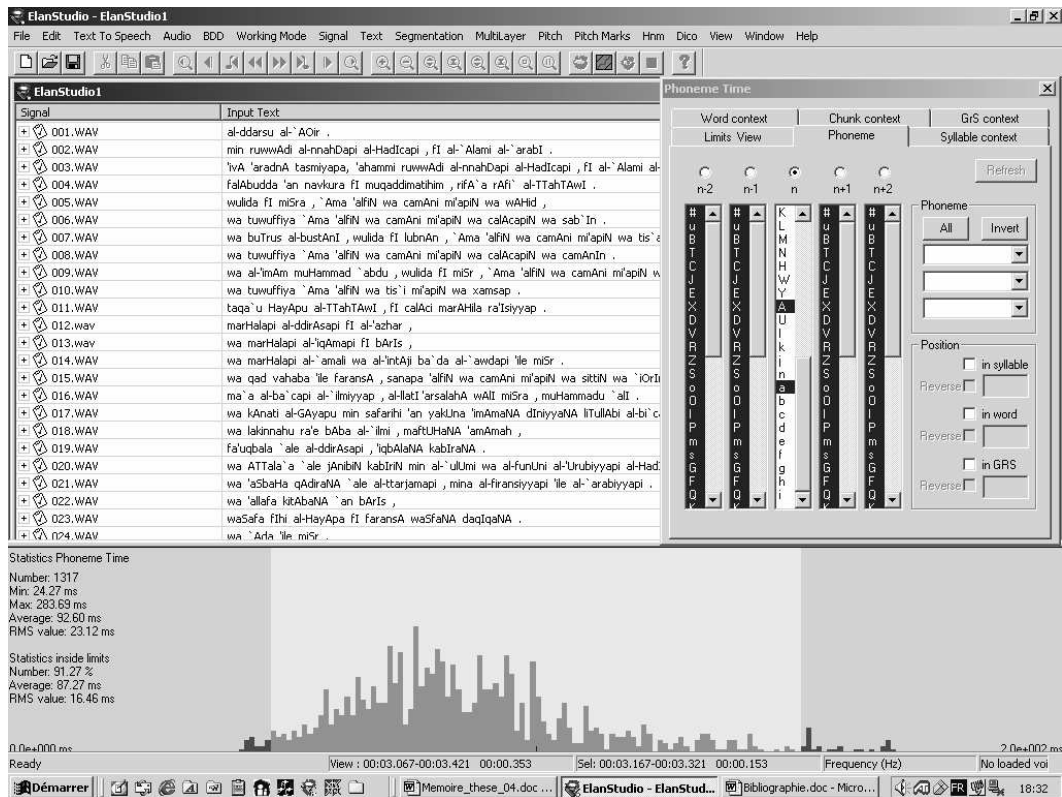 ElanStudio - ElanStudio1
File Edit Text To Speech Audio BDD Working Mode Signal Text Segmentation MultiLayer Pitch Pitch Marks Hnm Dico View Window Help
ElanStudio1
Signal Input Text
001.WAV al-ddarsu al-`AOir .
002.WAV min ruwwAdi al-nnahDapi al-HadIcapi , fI al-`Alami al-`arabI .
003.WAV 'ivA 'aradnA tasmiyapa, 'ahammi ruwwAdi al-nnahDapi al-HadIcapi , fI al-`Alami al-
004.WAV falAbudda 'an navkura fI muqaddimatihim , rifA`a rAfi` al-TTahTAwI .
005.WAV wulida fI miSra , `Ama 'alfiN wa camAni mi'apiN wa wAHid ,
006.WAV wa tuwuffiya `Ama 'alfiN wa camAni mi'apiN wa calAcapiN wa sab`In .
007.WAV wa buTrus al-bustAnI , wulida fI lubnAn , `Ama 'alfiN wa camAni mi'apiN wa tis`a
008.WAV wa tuwuffiya `Ama 'alfiN wa camAni mi'apiN wa calAcapiN wa camAnIn .
009.WAV wa al-'imAm muHammad `abdu , wulida fI miSr , `Ama 'alfiN wa camAni mi'apiN w
010.WAV wa tuwuffiya `Ama 'alfiN wa tis`i mi'apiN wa xamsap .
011.WAV taqa`u HayApu al-TTahTAwI , fI calAci marAHila ra'Isiyyap .
012.wav marHalapi al-ddirAsapi fI al-'azhar ,
013.wav wa marHalapi al-'iqAmapi fI bArIs ,
014.WAV wa marHalapi al-`amali wa al-'intAji ba`da al-`awdapi 'ile miSr .
015.WAV wa qad vahaba 'ile faransA , sanapa 'alfiN wa camAni mi'apiN wa sittiN wa `iOrI
016.WAV ma`a al-ba`capi al-`ilmiyyap , al-llatI 'arsalahA wAlI miSra , muHammadu `alI .
017.WAV wa kAnati al-GAyapu min safarihi 'an yakUna 'imAmaNA dIniyyaNA liTullAbi al-bi`c
018.WAV wa lakinnahu ra'e bAba al-`ilmi , maftUHaNA 'amAmah ,
019.WAV fa'uqbala `ale al-ddirAsapi , 'iqbAlaNA kabIraNA .
020.WAV wa ATTala`a `ale jAnibiN kabIriN min al-`ulUmi wa al-funUni al-'Urubiyyapi al-Had
021.WAV wa 'aSbaHa qAdiraNA `ale al-ttarjamapi , mina al-firansiyyapi 'ile al-`arabiyyapi .
022.WAV wa 'allafa kitAbaNA `an bArIs ,
023.WAV waSafa fIhi al-HayApa fI faransA waSfaNA daqIqaNA .
024.WAV wa `Ada 'ile miSr .
Phoneme Time
Word context Chunk context GrS context
Limits View Phoneme Syllable context
n-2 n-1 n n+1 n+2
Refresh
# # K # #
u u L u u
B B M B B
T T N T T
C C H C C
J J W J J
E E Y E E
X X A X X
D D U D D
V V l V V
R R k R R
Z Z j Z Z
S S n S S
o o a o o
O O b O O
I I c I I
P P d P P
m m e m m
s s f s s
G G g G G
F F h F F
Q Q i Q Q
Phoneme
All Invert
Position
in syllable
Reverse
in word
Reverse
in GRS
Reverse
Statistics Phoneme Time
Number: 1317
Min: 24.27 ms
Max: 283.69 ms
Average: 92.60 ms
RMS value: 23.12 ms
Statistics inside limits
Number: 91.27 %
Average: 87.27 ms
RMS value: 16.46 ms
0.0e+000 ms 2.0e+002 ms
Ready View : 00:03.067-00:03.421 00:00.353 Sel: 00:03.167-00:03.321 00:00.153 Frequency (Hz) No loaded voi
Démarrer Memoire_these_04.doc ... ElanStudio - ElanStud... Bibliographie.doc - Micro... FR 18:32